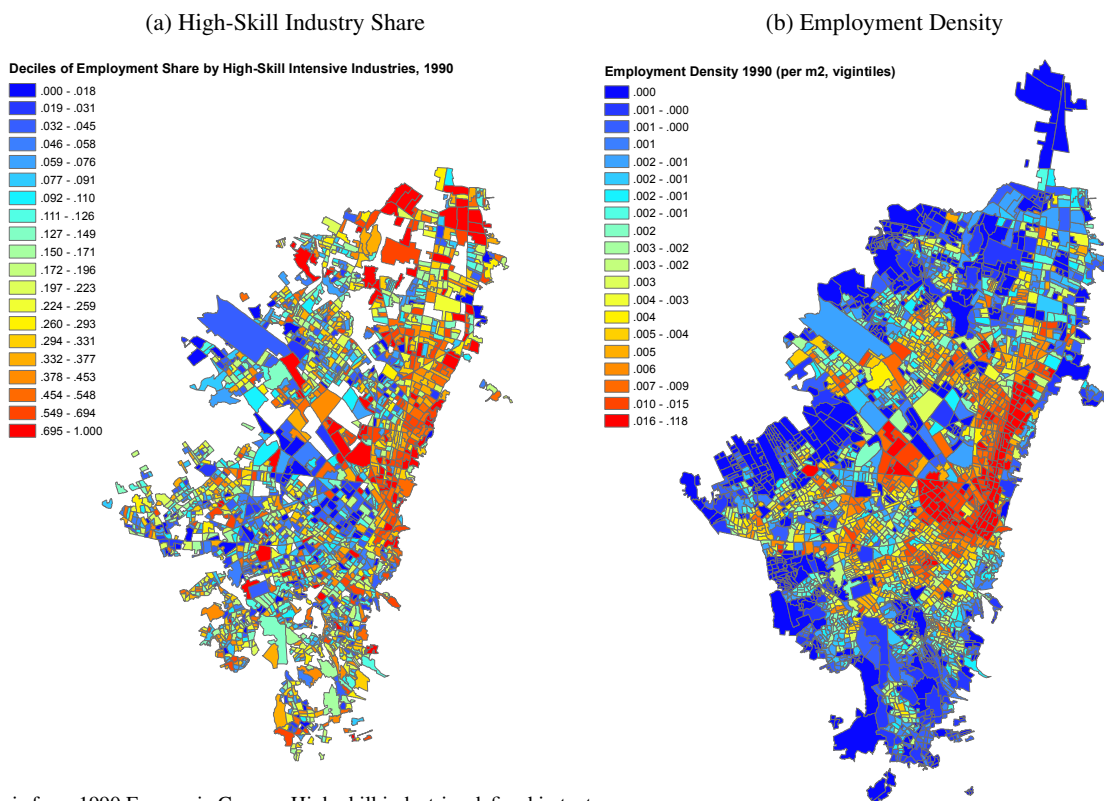 (a) High-Skill Industry Share
(b) Employment Density
Deciles of Employment Share by High-Skill Intensive Industries, 1990
.000 - .018
.019 - .031
.032 - .045
.046 - .058
.059 - .076
.077 - .091
.092 - .110
.111 - .126
.127 - .149
.150 - .171
.172 - .196
.197 - .223
.224 - .259
.260 - .293
.294 - .331
.332 - .377
.378 - .453
.454 - .548
.549 - .694
.695 - 1.000
Employment Density 1990 (per m2, vigintiles)
.000
.001 - .000
.001 - .000
.001
.002 - .001
.002 - .001
.002 - .001
.002 - .001
.002
.003 - .002
.003 - .002
.003
.004 - .003
.004
.005 - .004
.005
.006
.007 - .009
.010 - .015
.016 - .118